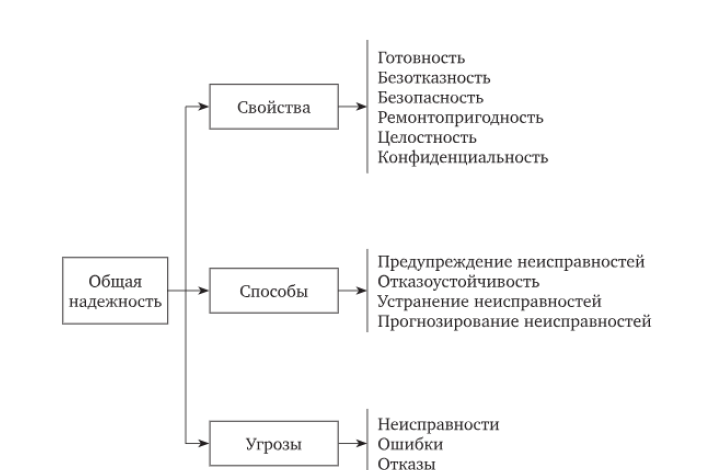 Готовность
Безотказность
Свойства
Безопасность
Ремонтопригодность
Целостность
Конфиденциальность
Общая
надежность
Способы
Предупреждение неисправностей
Отказоустойчивость
Устранение неисправностей
Прогнозирование неисправностей
Угрозы
Неисправности
Ошибки
Отказы